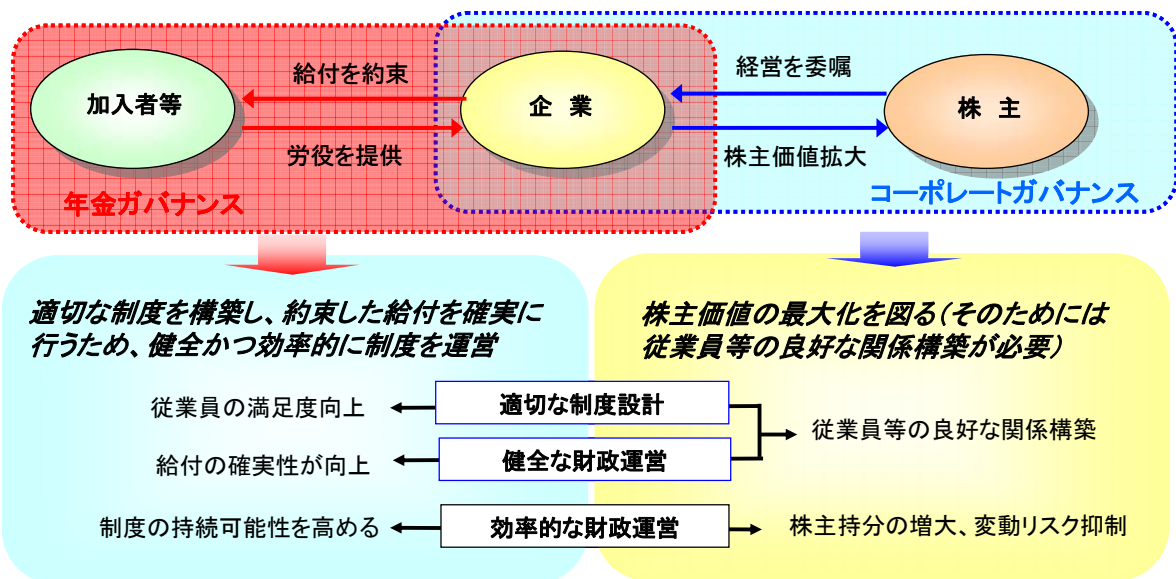 加入者等
給付を約束
労役を提供
企　業
経営を委嘱
株主価値拡大
株　主
年金ガバナンス
コーポレートガバナンス
適切な制度を構築し、約束した給付を確実に
行うため、健全かつ効率的に制度を運営
株主価値の最大化を図る（そのためには
従業員等の良好な関係構築が必要）
従業員の満足度向上
適切な制度設計
従業員等の良好な関係構築
給付の確実性が向上
健全な財政運営
制度の持続可能性を高める
効率的な財政運営
株主持分の増大、変動リスク抑制